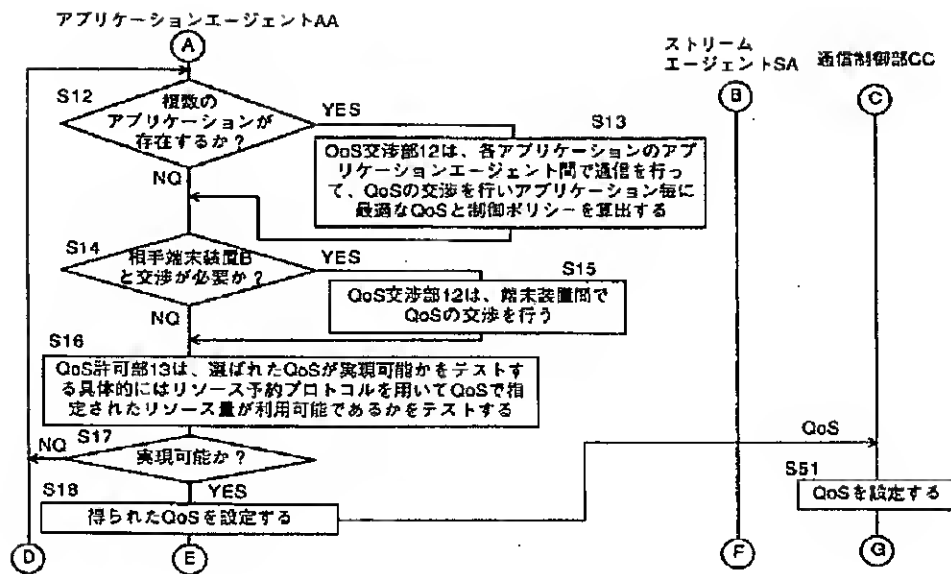 アプリケーションエージェントAA
A
ストリーム
エージェントSA
B
通信制御部CC
C
S12
複数の
アプリケーションが
存在するか？
YES
NO
S13
QoS交渉部12は、各アプリケーションのアプ
リケーションエージェント間で通信を行っ
て、QoSの交渉を行いアプリケーション毎に
最適なQoSと制御ポリシーを算出する
S14
相手端末装置B
と交渉が必要か？
YES
NO
S15
QoS交渉部12は、端末装置間で
QoSの交渉を行う
S16
QoS許可部13は、選ばれたQoSが実現可能かをテストす
る具体的にはリソース予約プロトコルを用いてQoSで指
定されたリソース量が利用可能であるかをテストする
S17
実現可能か？
NO
YES
QoS
S18
得られたQoSを設定する
S51
QoSを設定する
D
E
F
G